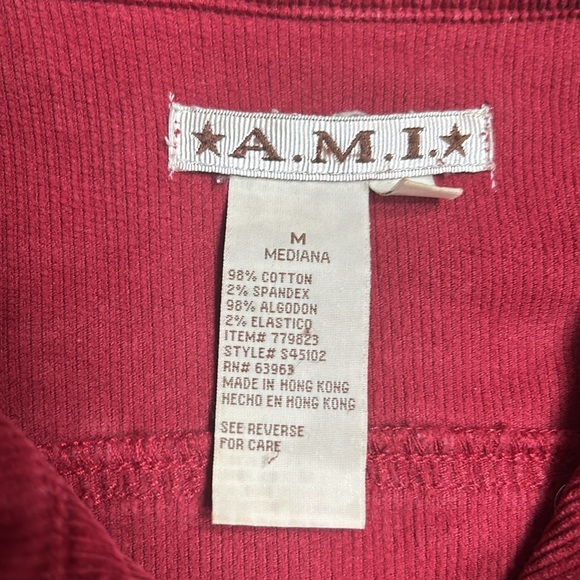 ★A.M.I.★
M
MEDIANA
98% COTTON
2% SPANDEX
98% ALGODON
2% ELASTICO
ITEM# 779823
STYLE# S45102
RN# 63963
MADE IN HONG KONG
HECHO EN HONG KONG
SEE REVERSE
FOR CARE